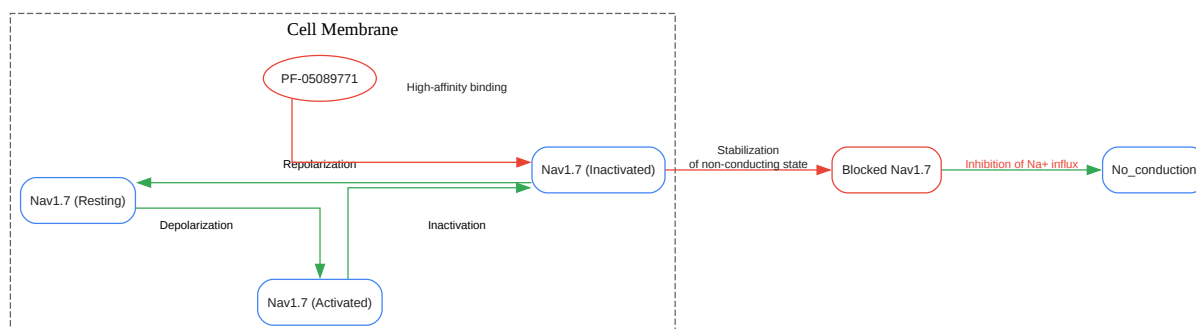 Cell Membrane
PF-05089771
High-affinity binding
Repolarization
Nav1.7 (Inactivated)
Stabilization
of non-conducting state
Blocked Nav1.7
Inhibition of Na+ influx
No_conduction
Nav1.7 (Resting)
Depolarization
Inactivation
Nav1.7 (Activated)